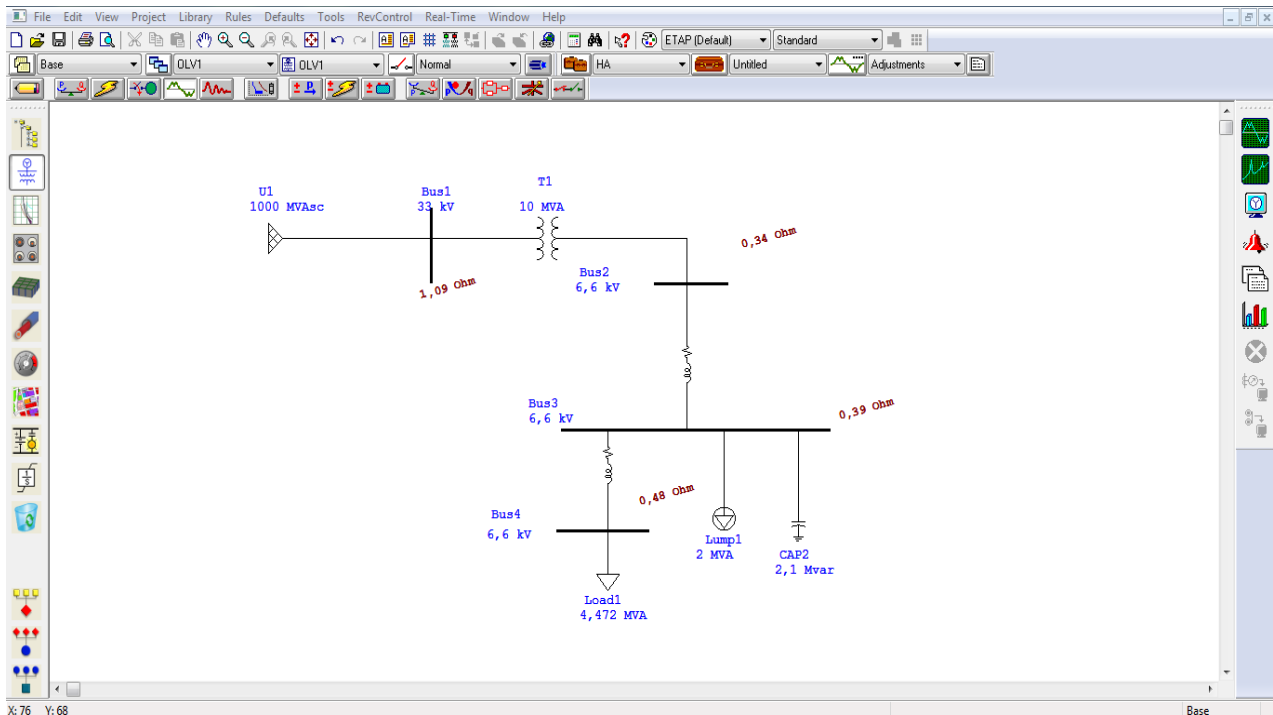 File Edit View Project Library Rules Defaults Tools RevControl Real-Time Window Help
ETAP (Default) Standard
Base OLV1 OLV1 Normal HA Untitled Adjustments
T1
U1 Bus1
1000 MVAsc 33 kV 10 MVA
0,34 Ohm
Bus2
6,6 kV
1,09 Ohm
Bus3
6,6 kV
0,39 Ohm
0,48 Ohm
Bus4
6,6 kV
Lump1
2 MVA
CAP2
2,1 Mvar
Load1
4,472 MVA
X: 76 Y: 68 Base